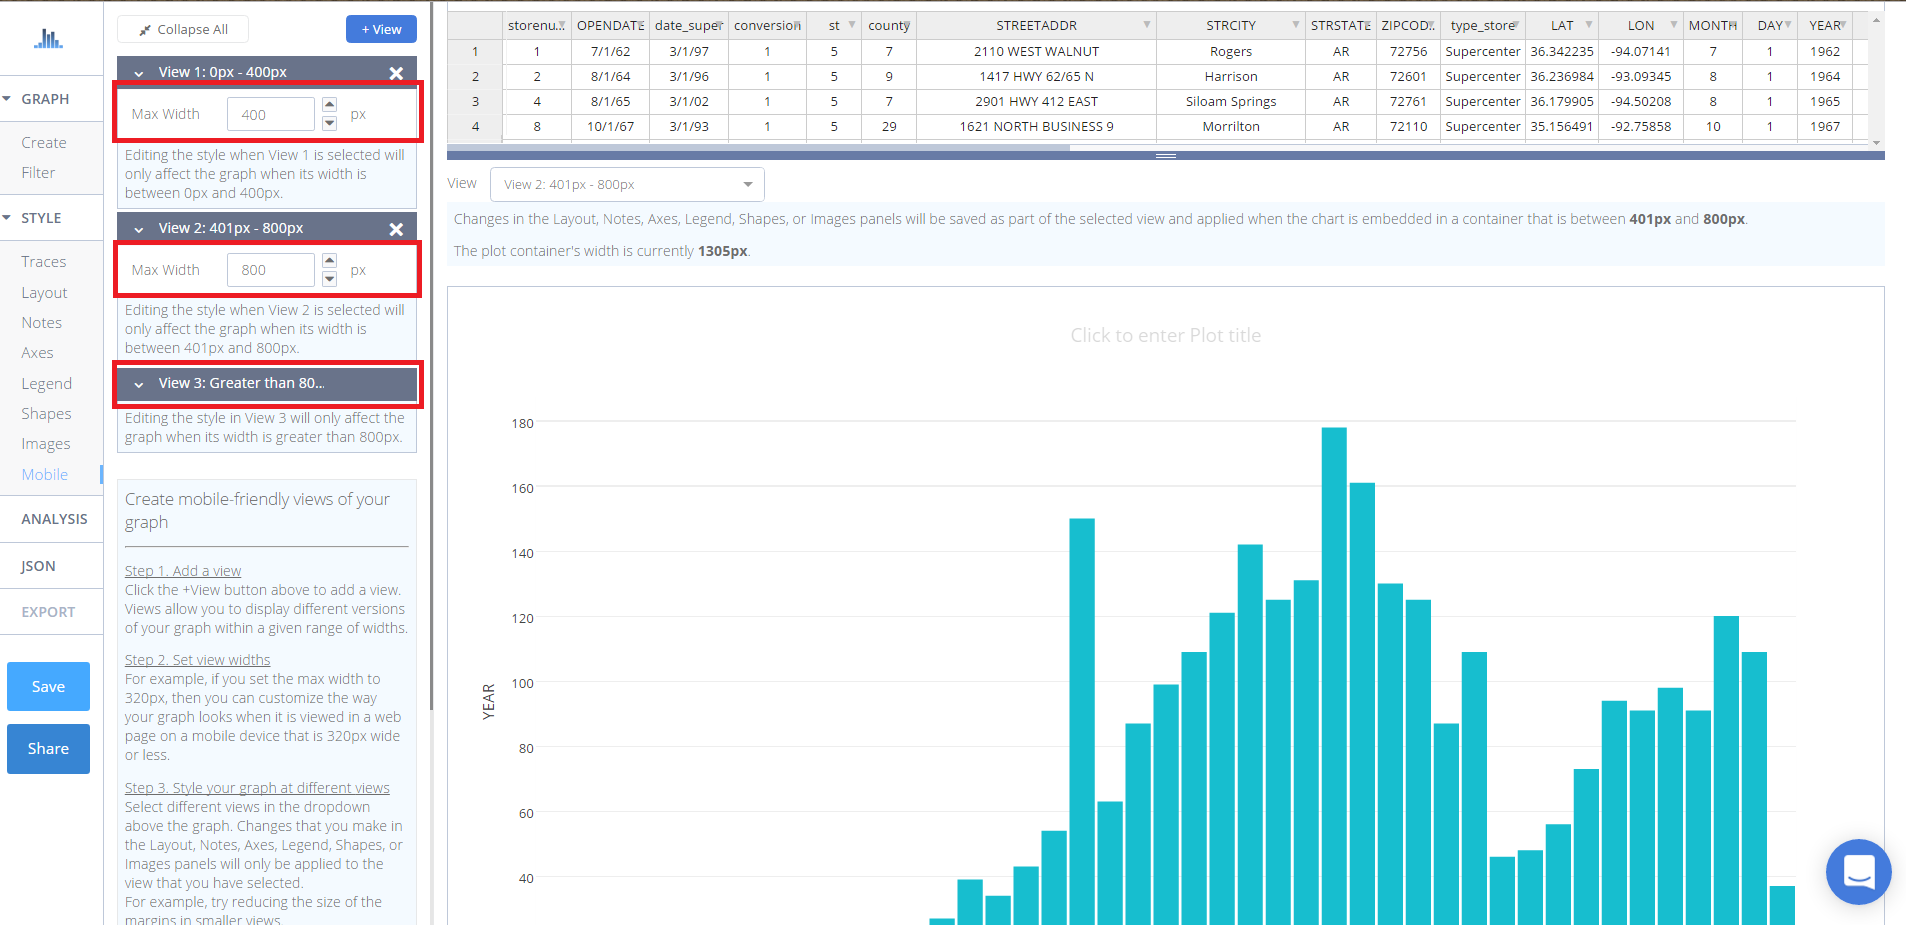 Collapse All
+ View
GRAPH
Create
Filter
STYLE
Traces
Layout
Notes
Axes
Legend
Shapes
Images
Mobile
ANALYSIS
JSON
EXPORT
Save
Share
View 1: 0px - 400px
Max Width 400 px
Editing the style when View 1 is selected will
only affect the graph when its width is
between 0px and 400px.
View 2: 401px - 800px
Max Width 800 px
Editing the style when View 2 is selected will
only affect the graph when its width is
between 401px and 800px.
View 3: Greater than 80...
Editing the style in View 3 will only affect the
graph when its width is greater than 800px.
Create mobile-friendly views of your
graph
Step 1. Add a view
Click the +View button above to add a view.
Views allow you to display different versions
of your graph within a given range of widths.
Step 2. Set view widths
For example, if you set the max width to
320px, then you can customize the way
your graph looks when it is viewed in a web
page on a mobile device that is 320px wide
or less.
Step 3. Style your graph at different views
Select different views in the dropdown
above the graph. Changes that you make in
the Layout, Notes, Axes, Legend, Shapes, or
Images panels will only be applied to the
view that you have selected.
For example, try reducing the size of the
margins in smaller views.
storenu... OPENDATE date_super conversion st county STREETADDR STRCITY STRSTATE ZIPCOD... type_store LAT LON MONTH DAY YEAR
1 1 7/1/62 3/1/97 1 5 7 2110 WEST WALNUT Rogers AR 72756 Supercenter 36.342235 -94.07141 7 1 1962
2 2 8/1/64 3/1/96 1 5 9 1417 HWY 62/65 N Harrison AR 72601 Supercenter 36.236984 -93.09345 8 1 1964
3 4 8/1/65 3/1/02 1 5 7 2901 HWY 412 EAST Siloam Springs AR 72761 Supercenter 36.179905 -94.50208 8 1 1965
4 8 10/1/67 3/1/93 1 5 29 1621 NORTH BUSINESS 9 Morrilton AR 72110 Supercenter 35.156491 -92.75858 10 1 1967
View View 2: 401px - 800px
Changes in the Layout, Notes, Axes, Legend, Shapes, or Images panels will be saved as part of the selected view and applied when the chart is embedded in a container that is between 401px and 800px.
The plot container's width is currently 1305px.
Click to enter Plot title
180
160
140
120
100
80
60
40
YEAR